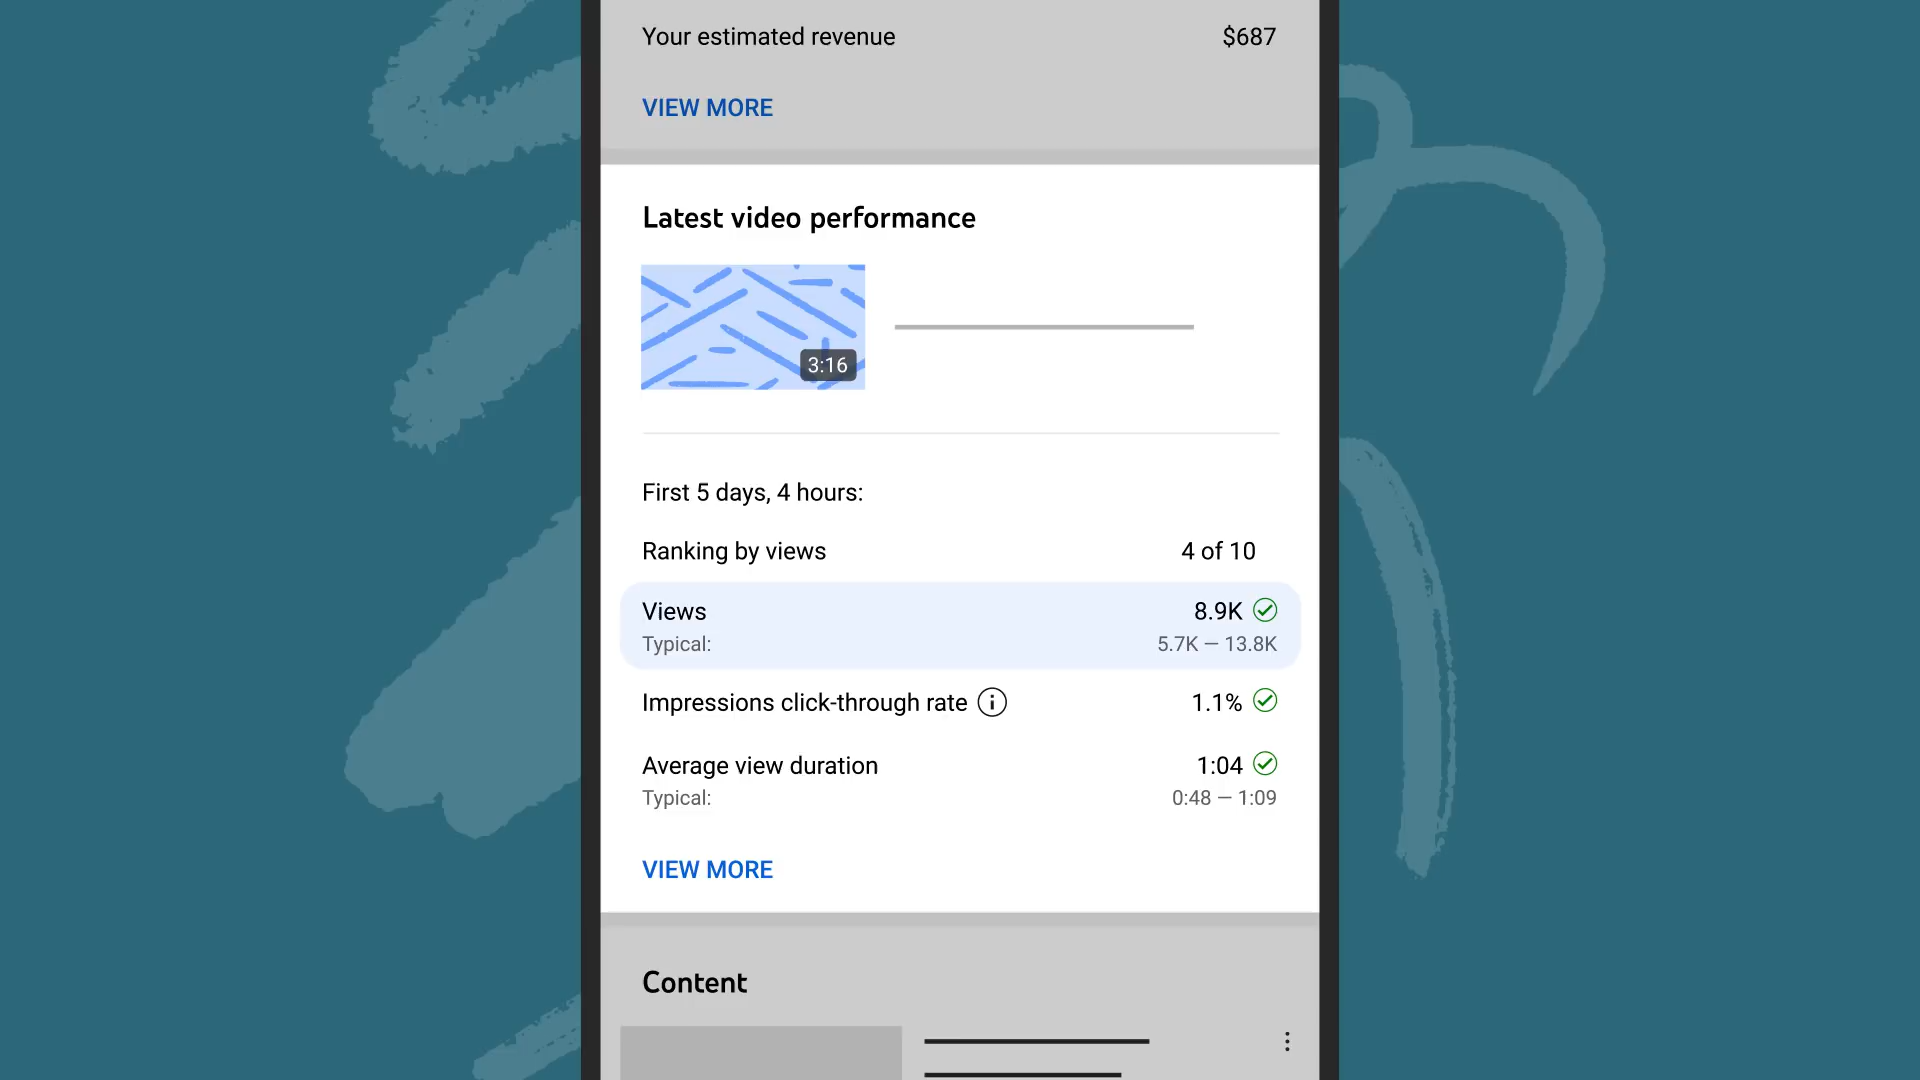 Your estimated revenue $687
VIEW MORE
Latest video performance
3:16
First 5 days, 4 hours:
Ranking by views 4 of 10
Views 8.9K
Typical: 5.7K — 13.8K
Impressions click-through rate 1.1%
Average view duration 1:04
Typical: 0:48 — 1:09
VIEW MORE
Content